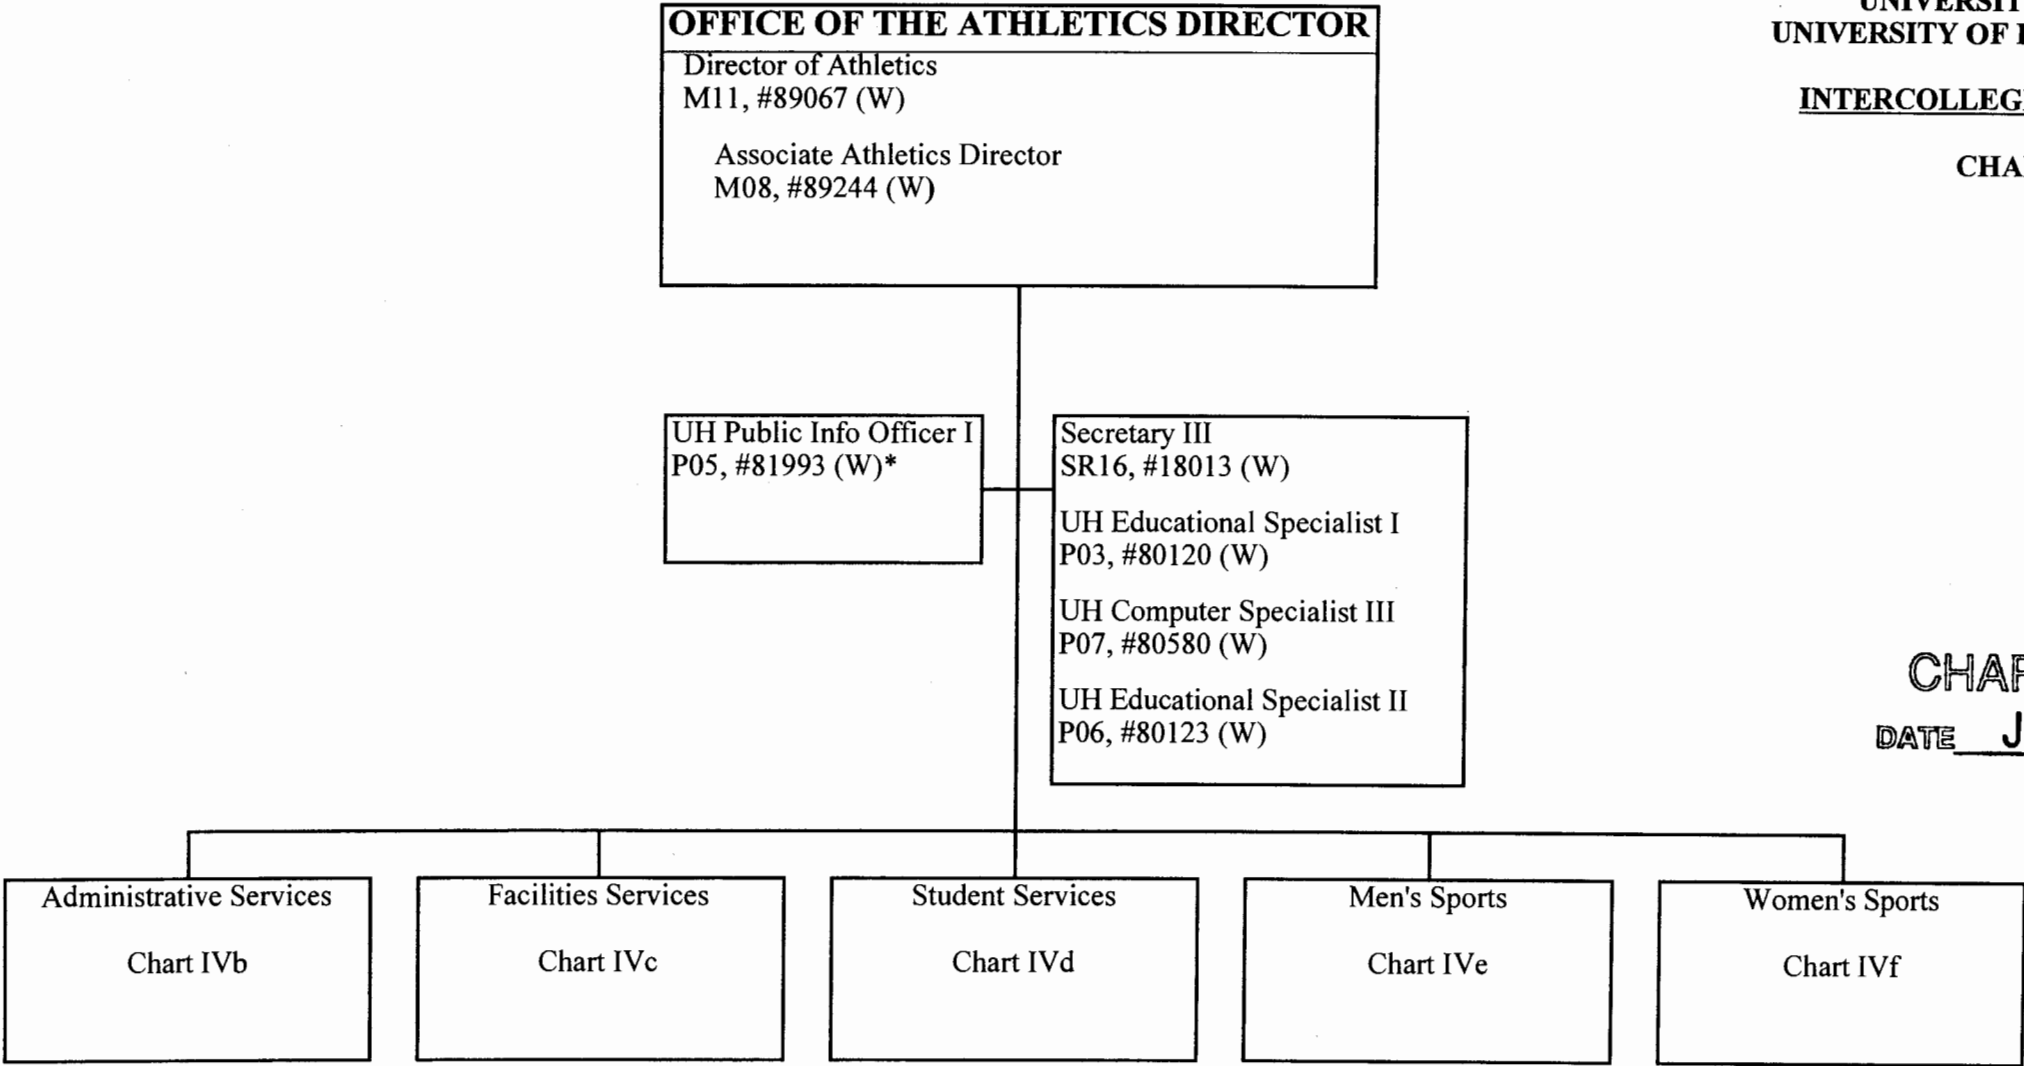 OFFICE OF THE ATHLETICS DIRECTOR
Director of Athletics
M11, #89067 (W)
Associate Athletics Director
M08, #89244 (W)
UNIVERSITY OF
INTERCOLLEG
CHA
UH Public Info Officer I
P05, #81993 (W)*
Secretary III
SR16, #18013 (W)
UH Educational Specialist I
P03, #80120 (W)
UH Computer Specialist III
P07, #80580 (W)
UH Educational Specialist II
P06, #80123 (W)
CHA
DATE J
Administrative Services
Chart IVb
Facilities Services
Chart IVc
Student Services
Chart IVd
Men's Sports
Chart IVe
Women's Sports
Chart IVf